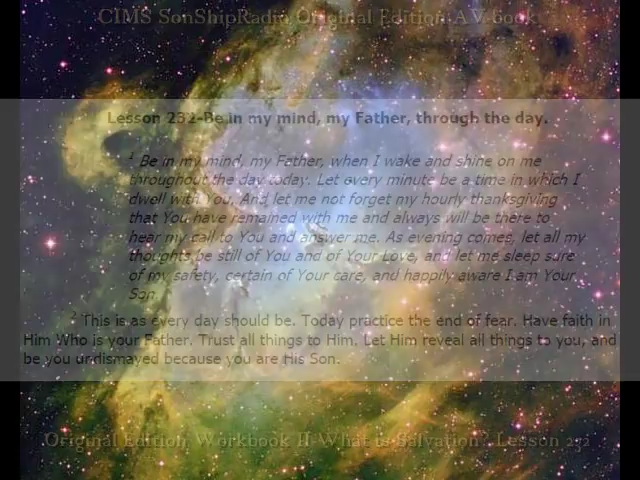 CIMS SonShipRadio Original Edition AV book
Lesson 232-Be in my mind, my Father, through the day.
1 Be in my mind, my Father, when I wake and shine on me
throughout the day today. Let every minute be a time in which I
dwell with You. And let me not forget my hourly thanksgiving
that You have remained with me and always will be there to
hear my call to You and answer me. As evening comes, let all my
thoughts be still of You and of Your Love, and let me sleep sure
of my safety, certain of Your care, and happily aware I am Your
Son.
2 This is as every day should be. Today practice the end of fear. Have faith in
Him Who is your Father. Trust all things to Him. Let Him reveal all things to you, and
be you undismayed because you are His Son.
Original Edition Workbook II What is Salvation? Lesson 232